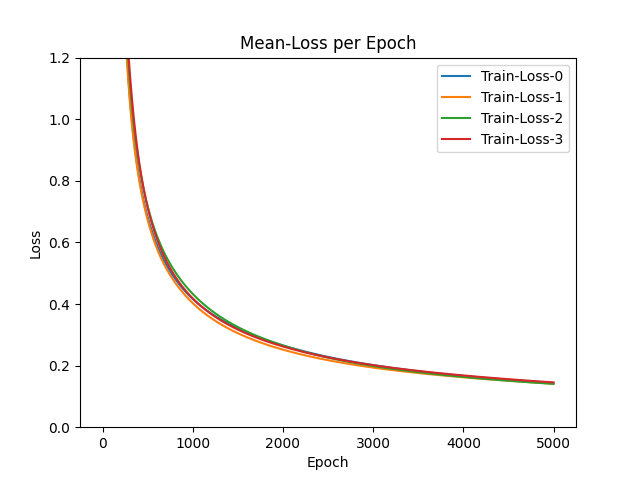 Mean-Loss per Epoch
1.2
1.0
0.8
0.6
0.4
0.2
0.0
Loss
Train-Loss-0
Train-Loss-1
Train-Loss-2
Train-Loss-3
0 1000 2000 3000 4000 5000
Epoch